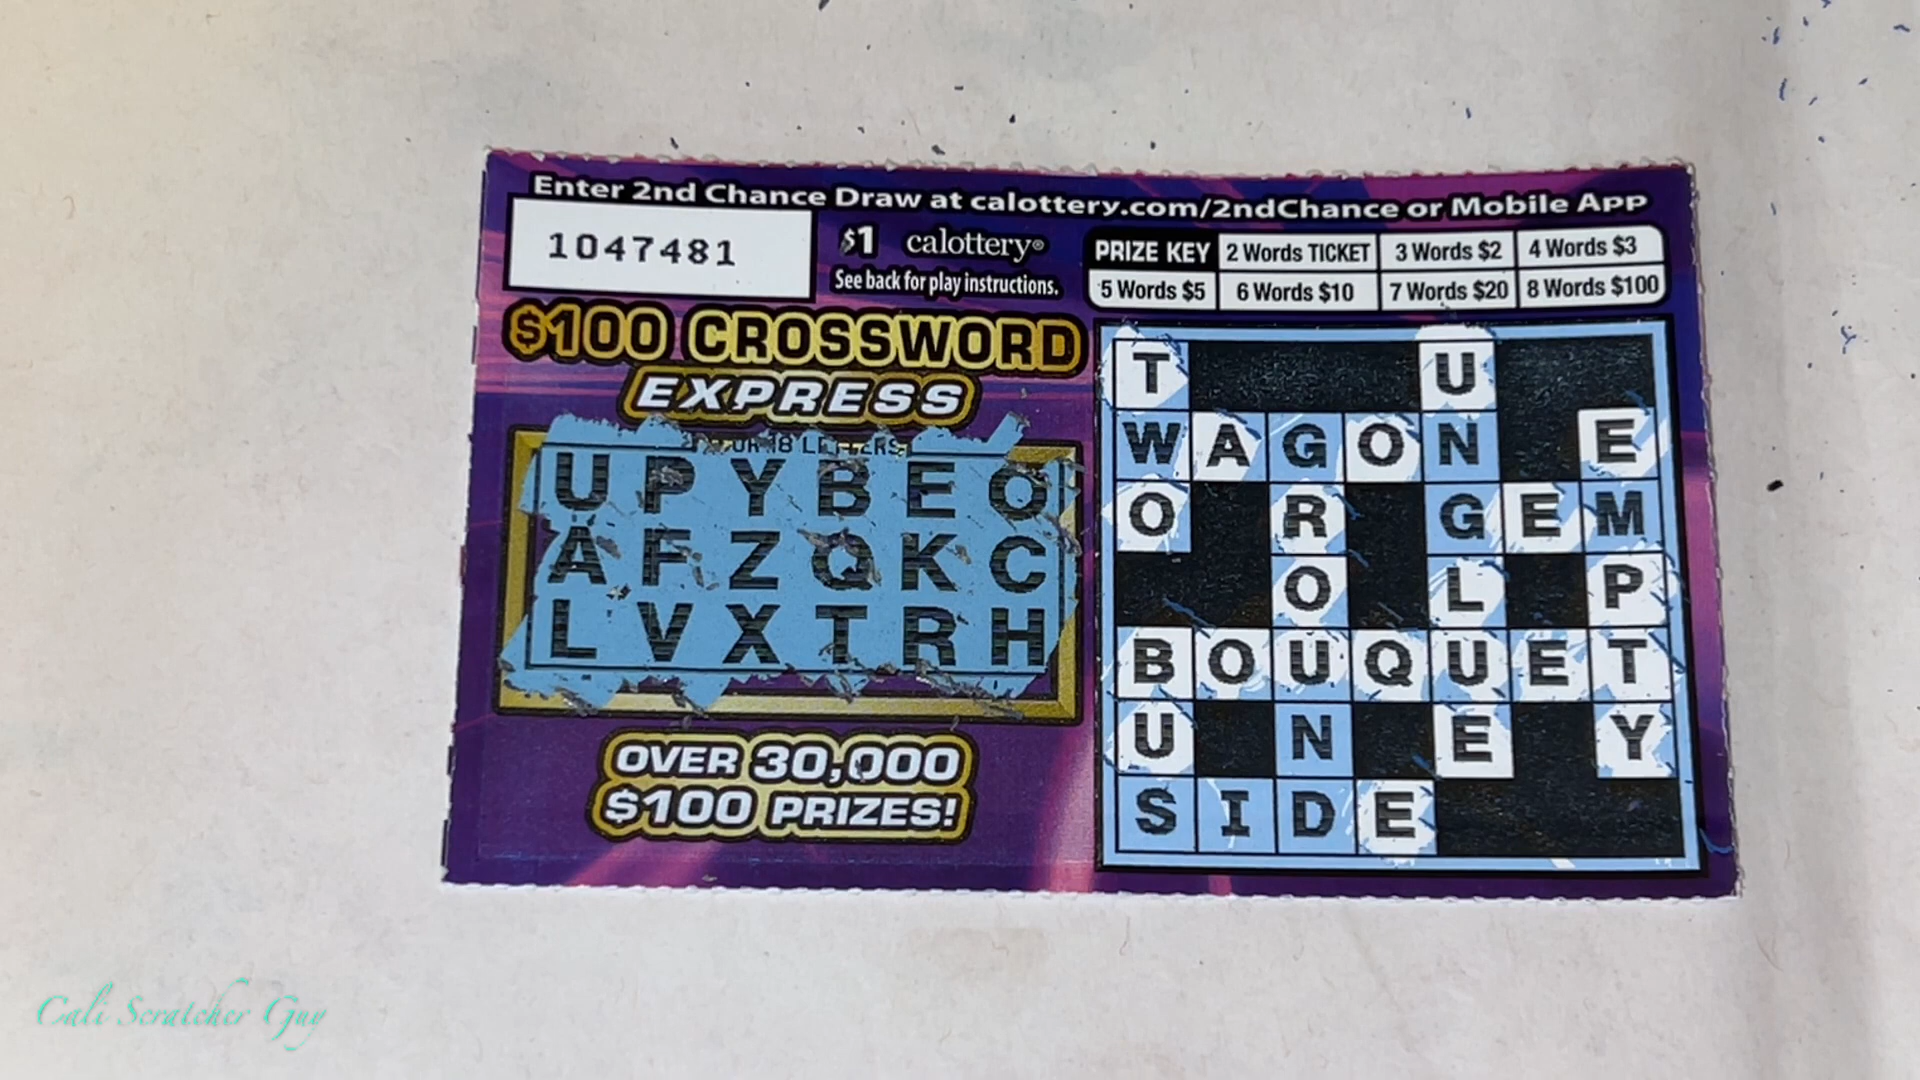 Enter 2nd Chance Draw at calottery.com/2ndChance or Mobile App
1047481
$1 calottery®
See back for play instructions.
PRIZE KEY 2 Words TICKET 3 Words $2 4 Words $3
5 Words $5 6 Words $10 7 Words $20 8 Words $100
$100 CROSSWORD
EXPRESS
18 LETTERS
U P Y B E O
A F Z Q K C
L V X T R H
OVER 30,000
$100 PRIZES!
T U
W A G O N E
O R G E M
O L P
B O U Q U E T
U N E Y
S I D E
Cali Scratcher Guy